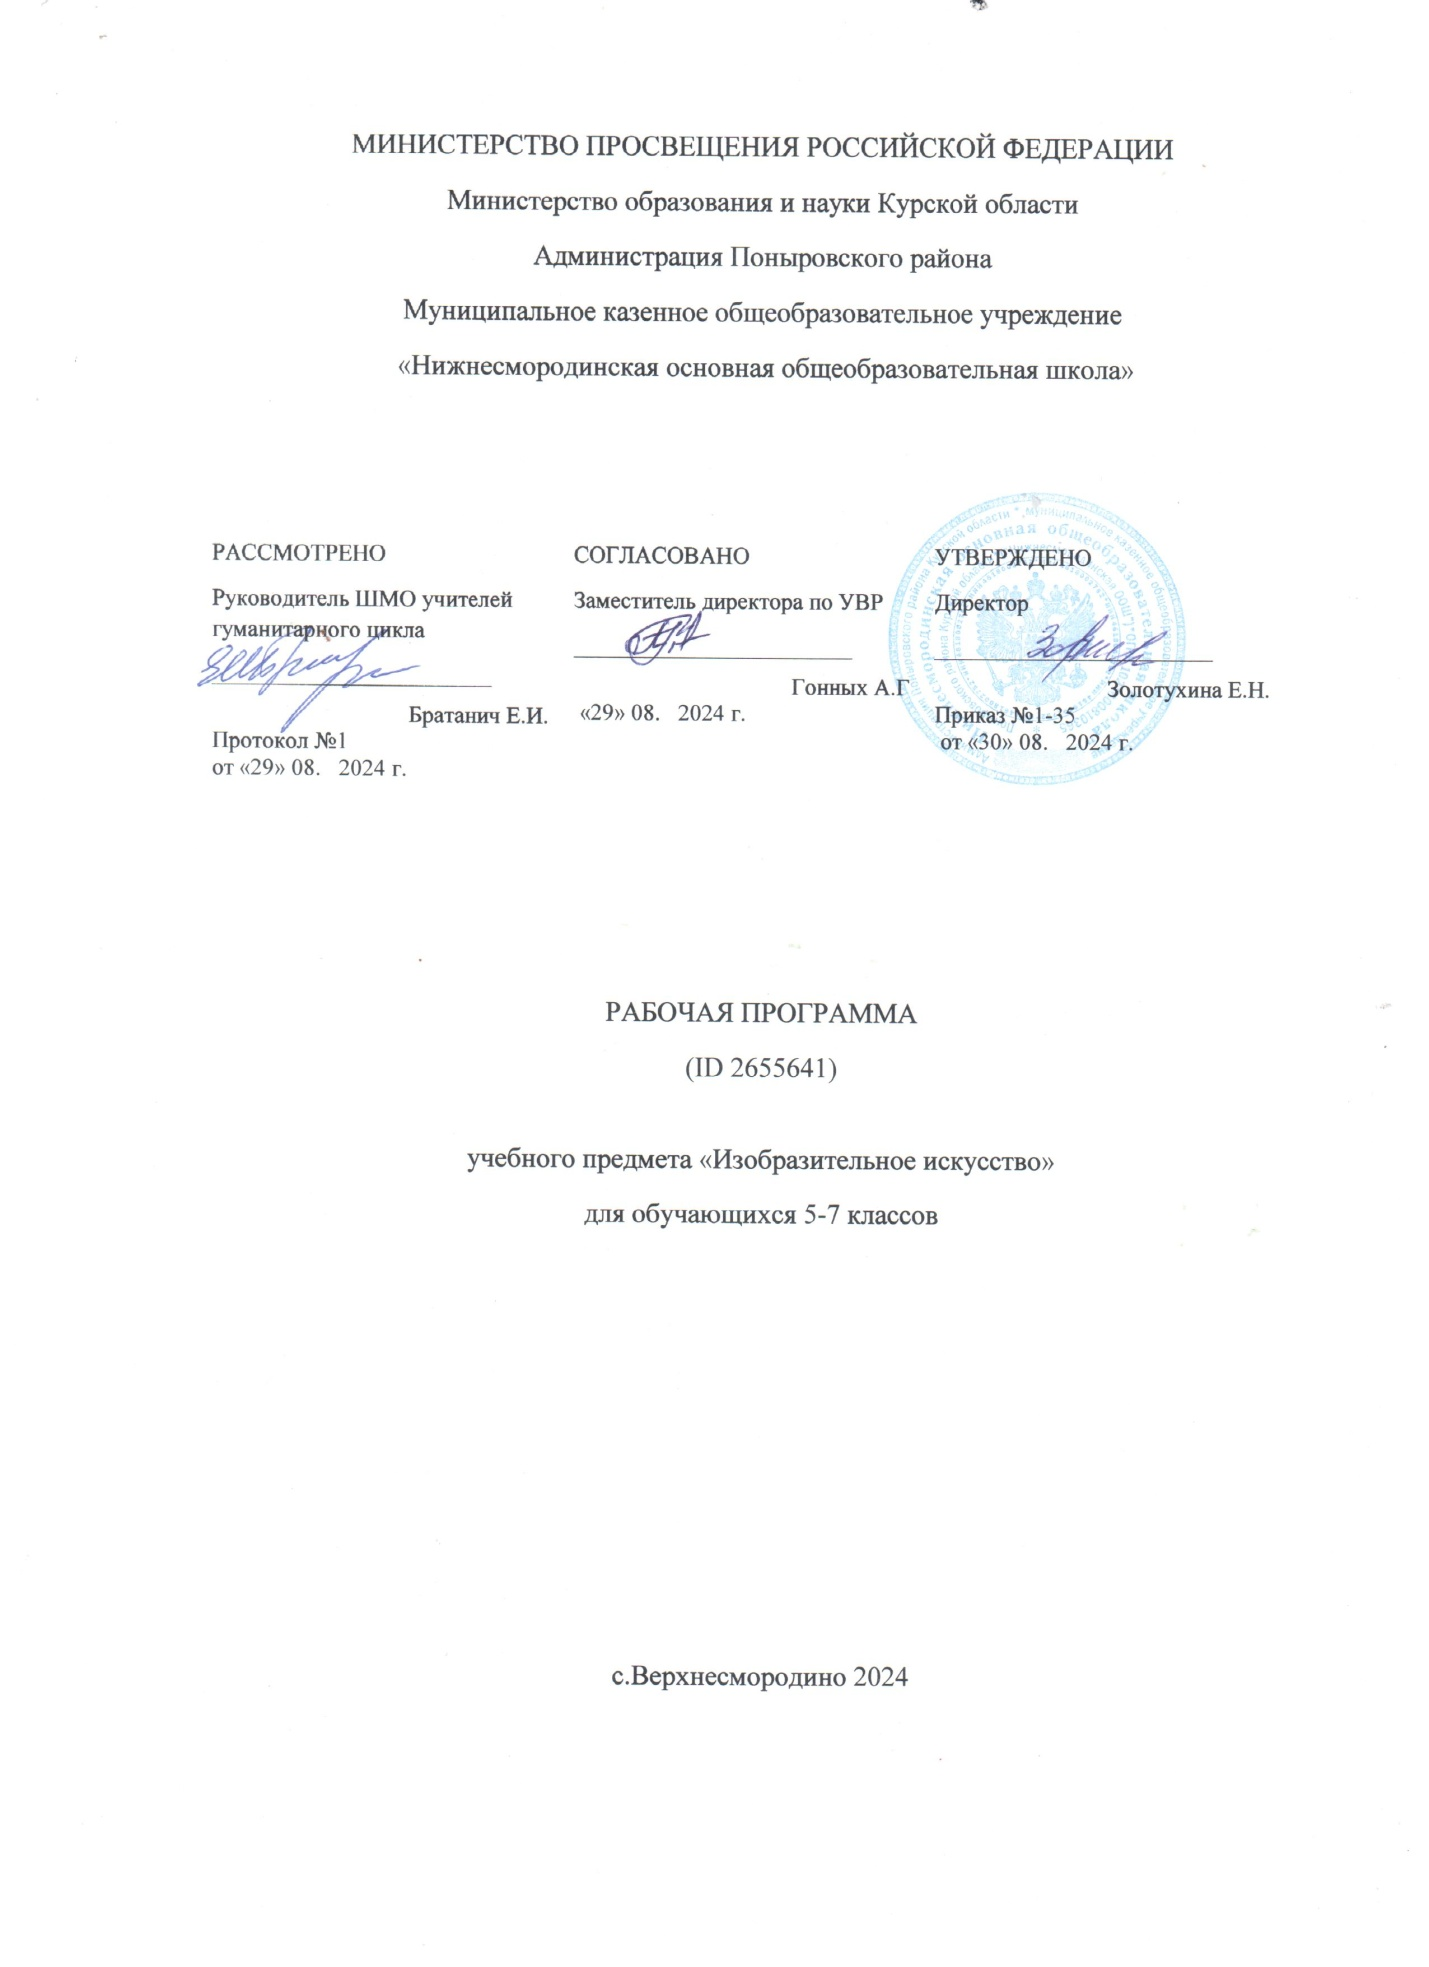 МИНИСТЕРСТВО ПРОСВЕЩЕНИЯ РОССИЙСКОЙ ФЕДЕРАЦИИ
Министерство образования и науки Курской области
Администрация Поныровского района
Муниципальное казенное общеобразовательное учреждение
«Нижнесмородинская основная общеобразовательная школа»
РАССМОТРЕНО
Руководитель ШМО учителей
гуманитарного цикла
Братанич Е.И.
Протокол №1
от «29» 08. 2024 г.
СОГЛАСОВАНО
Заместитель директора по УВР
Гонных А.Г
«29» 08. 2024 г.
УТВЕРЖДЕНО
Директор
Золотухина Е.Н.
Приказ №1-35
от «30» 08. 2024 г.
РАБОЧАЯ ПРОГРАММА
(ID 2655641)
учебного предмета «Изобразительное искусство»
для обучающихся 5-7 классов
с.Верхнесмородино 2024